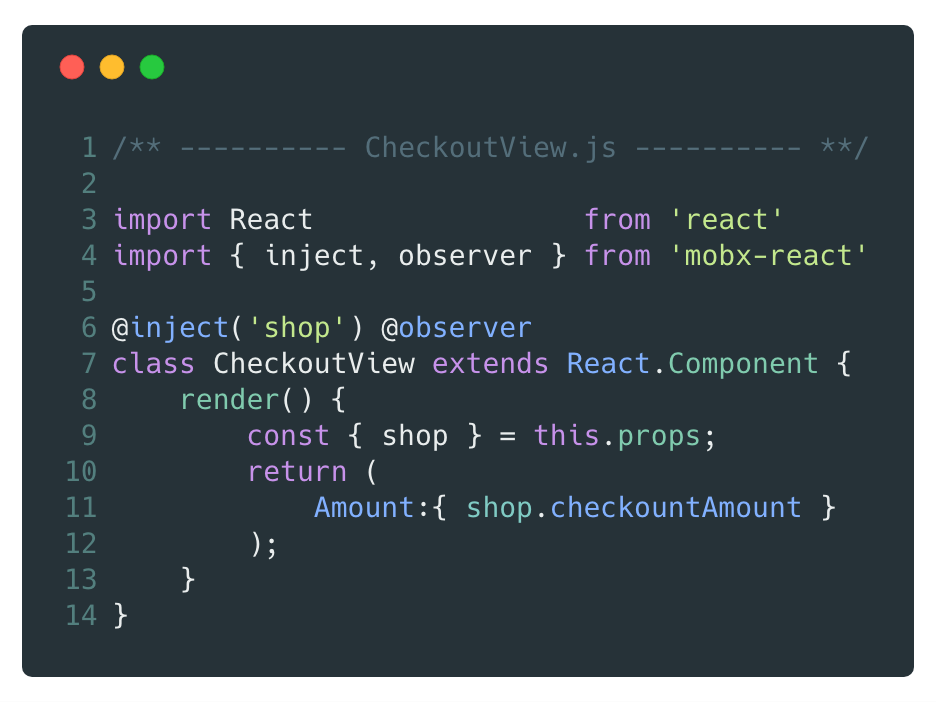 1 /** ---------- CheckoutView.js ---------- **/
2
3 import React                from 'react'
4 import { inject, observer } from 'mobx-react'
5
6 @inject('shop') @observer
7 class CheckoutView extends React.Component {
8     render() {
9         const { shop } = this.props;
10         return (
11             Amount:{ shop.checkountAmount }
12         );
13     }
14 }